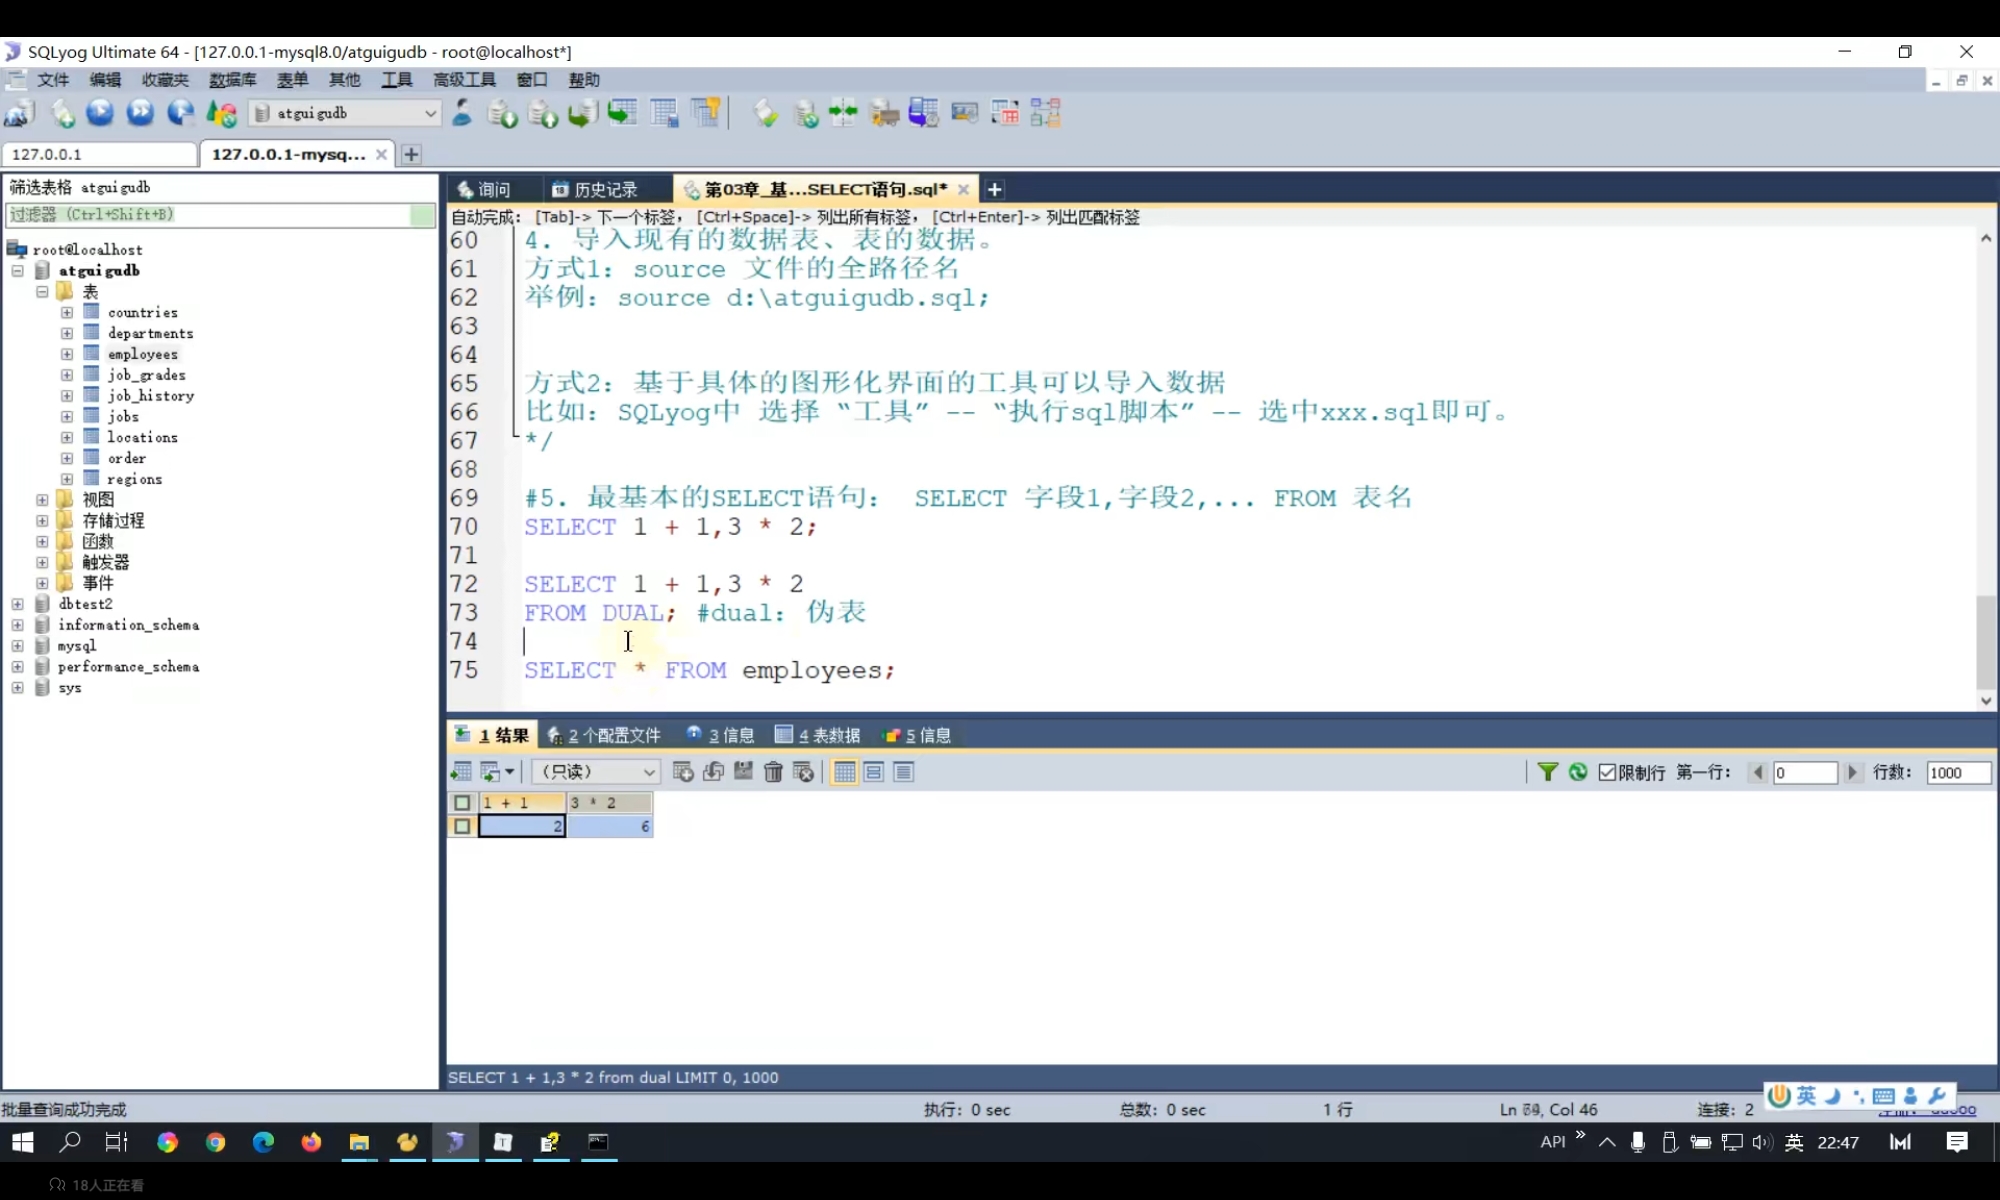 SQLyog Ultimate 64 - [127.0.0.1-mysql8.0/atguigudb - root@localhost*]
文件 编辑 收藏夹 数据库 表单 其他 工具 高级工具 窗口 帮助
atguigudb
127.0.0.1
127.0.0.1-mysq...
筛选表格 atguigudb
过滤器 (Ctrl+Shift+B)
root@localhost
atguigudb
表
countries
departments
employees
job_grades
job_history
jobs
locations
order
regions
视图
存储过程
函数
触发器
事件
dbtest2
information_schema
mysql
performance_schema
sys
询问 历史记录 第03章_基...SELECT语句.sql*
自动完成: [Tab]-> 下一个标签, [Ctrl+Space]-> 列出所有标签, [Ctrl+Enter]-> 列出匹配标签
60 4. 导入现有的数据表、表的数据。
61 方式1: source 文件的全路径名
62 举例: source d:\atguigudb.sql;
63
64
65 方式2: 基于具体的图形化界面的工具可以导入数据
66 比如: SQLyog中 选择 “工具” -- “执行sql脚本” -- 选中xxx.sql即可。
67 */
68
69 #5. 最基本的SELECT语句: SELECT 字段1,字段2,... FROM 表名
70 SELECT 1 + 1,3 * 2;
71
72 SELECT 1 + 1,3 * 2
73 FROM DUAL; #dual: 伪表
74
75 SELECT * FROM employees;
1 结果 2 个配置文件 3 信息 4 表数据 5 信息
(只读) 限制行 第一行: 0 行数: 1000
1 + 1 3 * 2
2 6
SELECT 1 + 1,3 * 2 from dual LIMIT 0, 1000
批量查询成功完成 执行: 0 sec 总数: 0 sec 1 行 Col 46 连接: 2
英
API 英 22:47
18人正在看